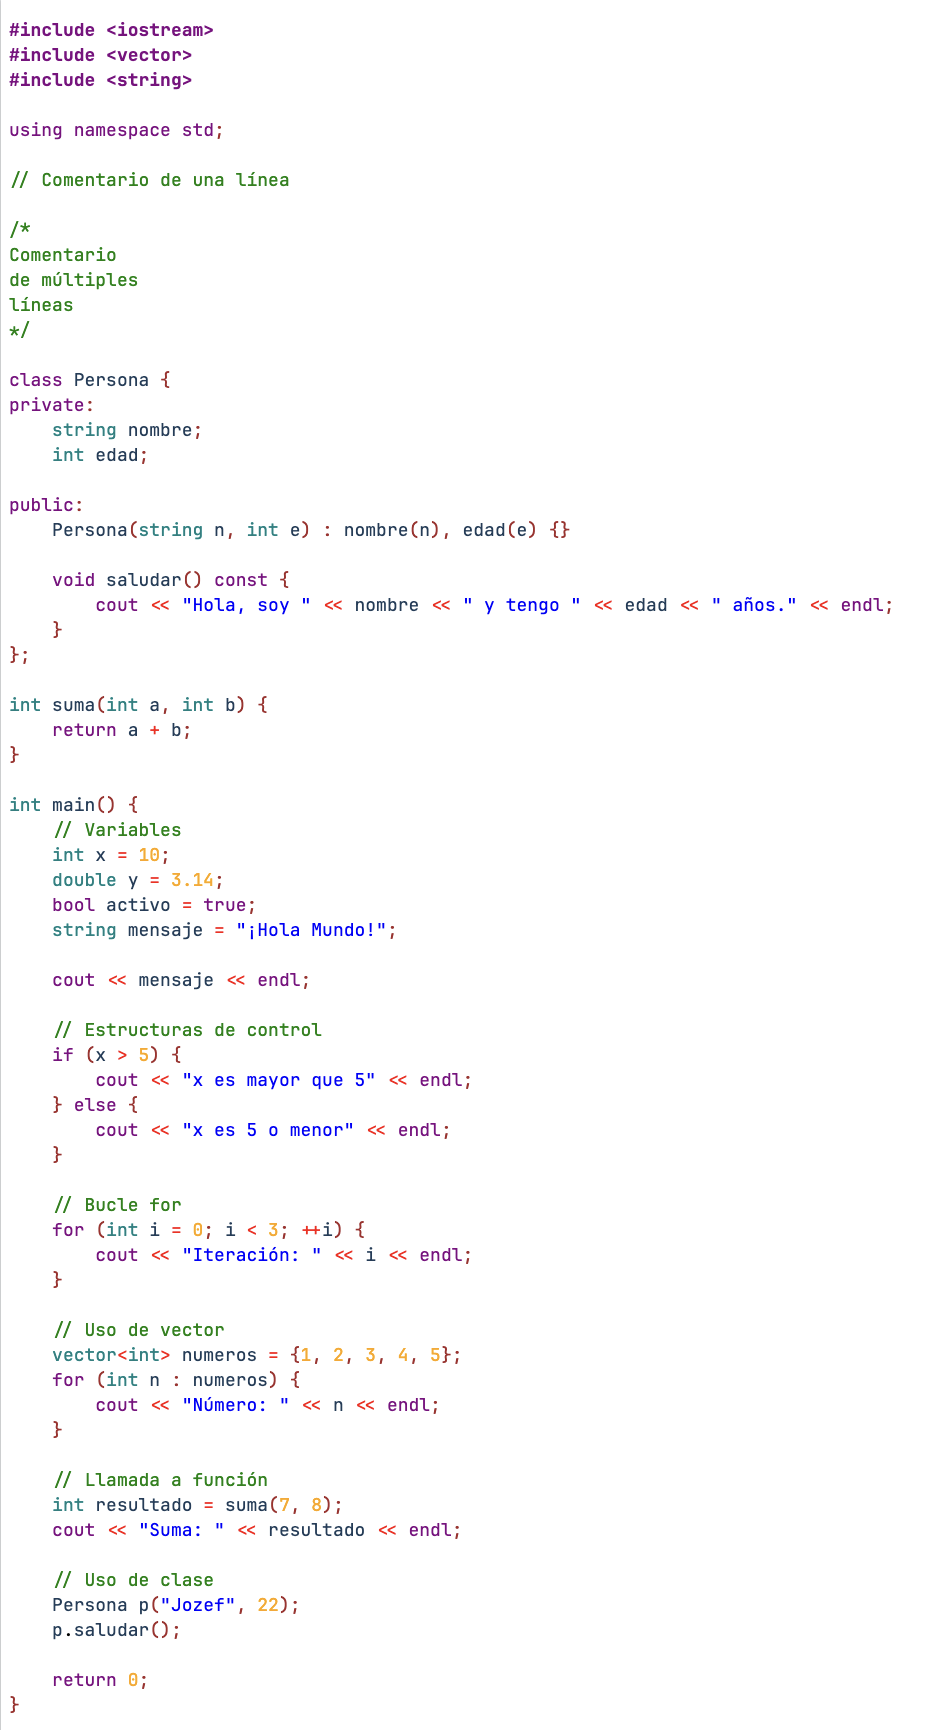 #include <iostream>
#include <vector>
#include <string>

using namespace std;

// Comentario de una línea

/*
Comentario
de múltiples
líneas
*/

class Persona {
private:
    string nombre;
    int edad;

public:
    Persona(string n, int e) : nombre(n), edad(e) {}

    void saludar() const {
        cout << "Hola, soy " << nombre << " y tengo " << edad << " años." << endl;
    }
};

int suma(int a, int b) {
    return a + b;
}

int main() {
    // Variables
    int x = 10;
    double y = 3.14;
    bool activo = true;
    string mensaje = "¡Hola Mundo!";

    cout << mensaje << endl;

    // Estructuras de control
    if (x > 5) {
        cout << "x es mayor que 5" << endl;
    } else {
        cout << "x es 5 o menor" << endl;
    }

    // Bucle for
    for (int i = 0; i < 3; ++i) {
        cout << "Iteración: " << i << endl;
    }

    // Uso de vector
    vector<int> numeros = {1, 2, 3, 4, 5};
    for (int n : numeros) {
        cout << "Número: " << n << endl;
    }

    // Llamada a función
    int resultado = suma(7, 8);
    cout << "Suma: " << resultado << endl;

    // Uso de clase
    Persona p("Jozef", 22);
    p.saludar();

    return 0;
}